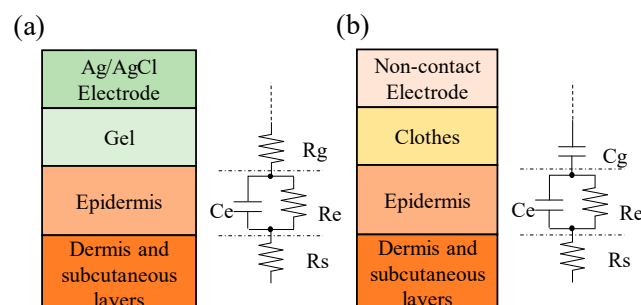 (a)
Ag/AgCl
Electrode
Gel
Epidermis
Dermis and
subcutaneous
layers
Rg
Ce
Re
Rs
(b)
Non-contact
Electrode
Clothes
Epidermis
Dermis and
subcutaneous
layers
Cg
Ce
Re
Rs